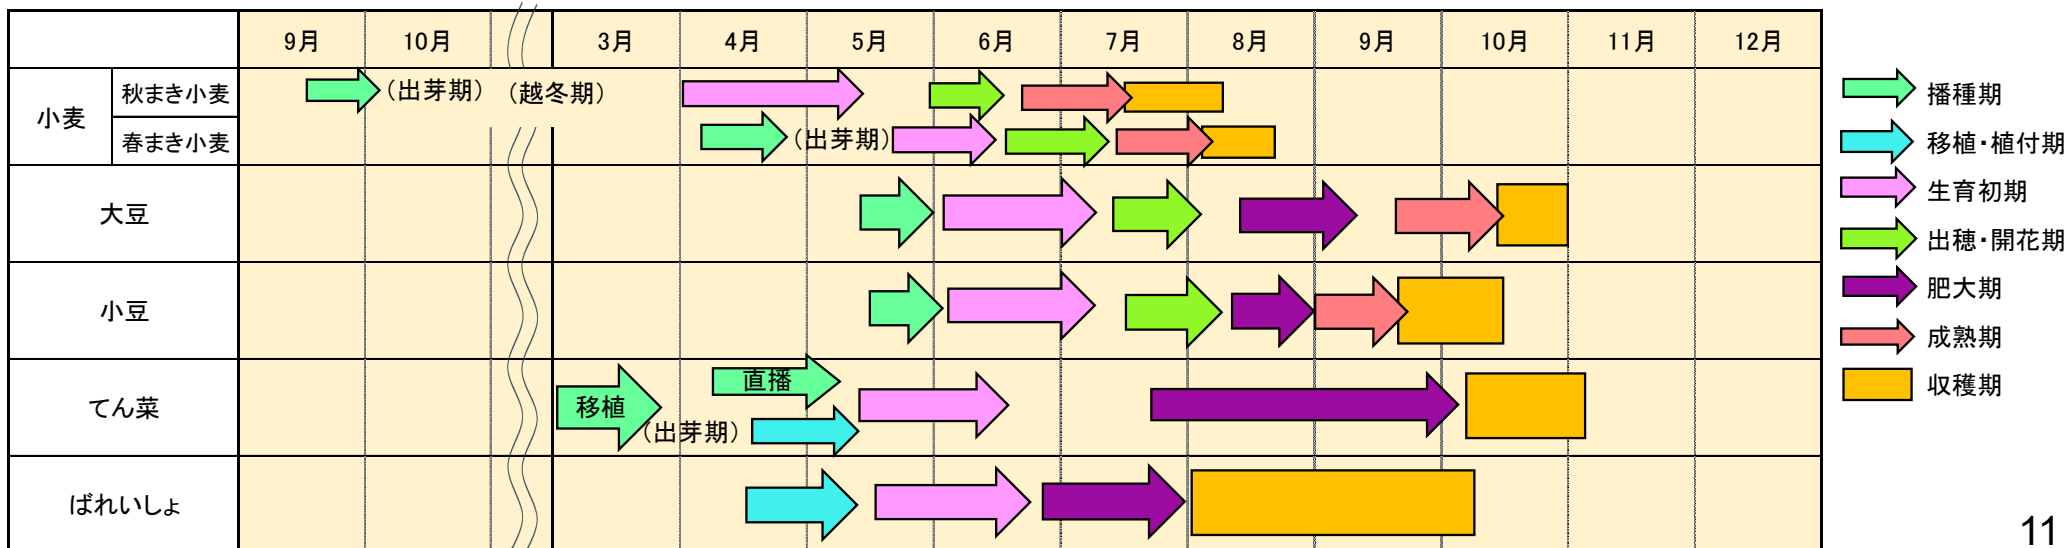 9月 10月 3月 4月 5月 6月 7月 8月 9月 10月 11月 12月
小麦
秋まき小麦 (出芽期) (越冬期)
春まき小麦 (出芽期)
大豆
小豆
てん菜 移植 直播
(出芽期)
ばれいしょ
播種期
移植・植付期
生育初期
出穂・開花期
肥大期
成熟期
収穫期
11